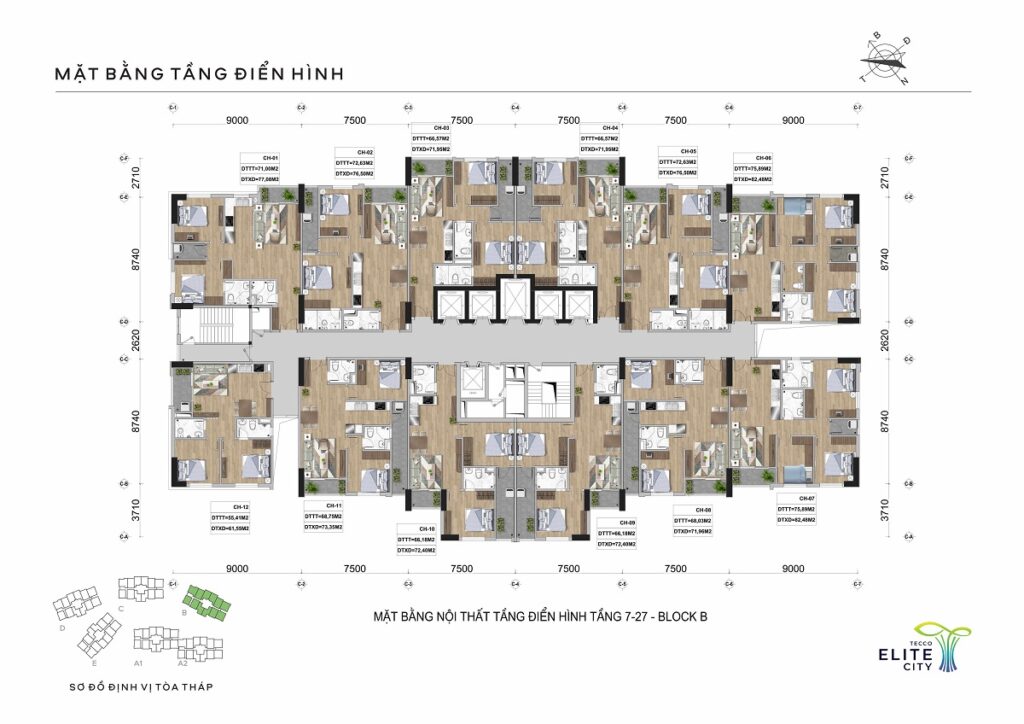 MẶT BẰNG TẦNG ĐIỂN HÌNH
B
Đ
T
N
C-1
C-2
C-3
C-4
C-5
C-6
C-7
9000
7500
7500
7500
7500
9000
CH-01
DTTT=71,00M2
DTXD=77,08M2
CH-02
DTTT=72,63M2
DTXD=76,50M2
CH-03
DTTT=66,57M2
DTXD=71,95M2
CH-04
DTTT=66,57M2
DTXD=71,95M2
CH-05
DTTT=72,63M2
DTXD=76,50M2
CH-06
DTTT=75,89M2
DTXD=82,48M2
C-F
2710
C-E
8740
C-D
2620
C-C
8740
C-B
3710
C-A
C-F
2710
C-E
8740
C-D
2620
C-C
8740
C-B
3710
C-A
CH-12
DTTT=55,41M2
DTXD=61,55M2
CH-11
DTTT=68,75M2
DTXD=73,35M2
CH-10
DTTT=66,18M2
DTXD=72,40M2
CH-09
DTTT=66,18M2
DTXD=72,40M2
CH-08
DTTT=68,03M2
DTXD=71,95M2
CH-07
DTTT=75,89M2
DTXD=82,48M2
9000
7500
7500
7500
7500
9000
C-1
C-2
C-3
C-4
C-5
C-6
C-7
MẶT BẰNG NỘI THẤT TẦNG ĐIỂN HÌNH TẦNG 7-27 - BLOCK B
D
C
B
E
A1
A2
SƠ ĐỒ ĐỊNH VỊ TÒA THÁP
TECCO
ELITE
CITY